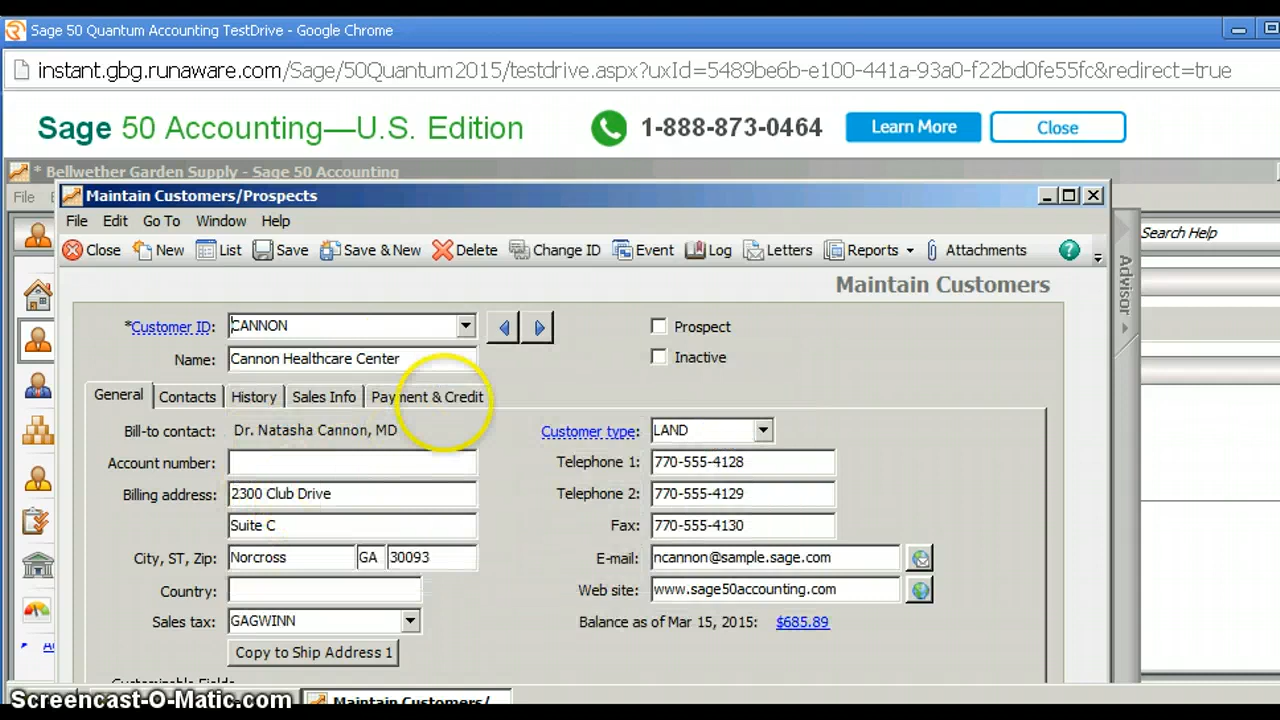 Sage 50 Quantum Accounting TestDrive - Google Chrome
instant.gbg.runaware.com/Sage/50Quantum2015/testdrive.aspx?uxId=5489be6b-e100-441a-93a0-f22bd0fe55fc&redirect=true
Sage 50 Accounting—U.S. Edition 1-888-873-0464 Learn More Close
* Bellwether Garden Supply - Sage 50 Accounting
File
Maintain Customers/Prospects
File Edit Go To Window Help
Search Help
Close New List Save Save & New Delete Change ID Event Log Letters Reports Attachments
Advisor
Maintain Customers
*Customer ID: CANNON Prospect
Name: Cannon Healthcare Center Inactive
General Contacts History Sales Info Payment & Credit
Bill-to contact: Dr. Natasha Cannon, MD Customer type: LAND
Account number: Telephone 1: 770-555-4128
Billing address: 2300 Club Drive Telephone 2: 770-555-4129
Suite C Fax: 770-555-4130
City, ST, Zip: Norcross GA 30093 E-mail: ncannon@sample.sage.com
Country: Web site: www.sage50accounting.com
Sales tax: GAGWINN Balance as of Mar 15, 2015: $685.89
Copy to Ship Address 1
Customizable Fields
Screencast-O-Matic.com Maintain Customers/